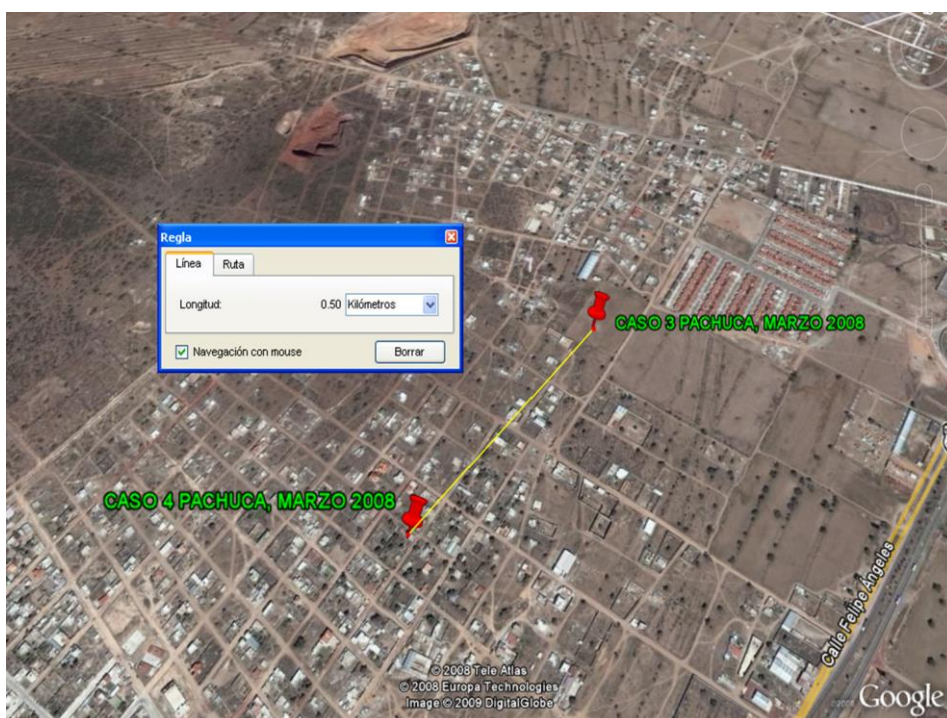 Regla
Línea
Ruta
Longitud:
0.50 Kilómetros
Navegación con mouse
Borrar
CASO 3 PACHUCA, MARZO 2008
CASO 4 PACHUCA, MARZO 2008
Calle Felipe Ángeles
© 2008 Tele Atlas
© 2008 Europa Technologies
Image © 2009 DigitalGlobe
Google